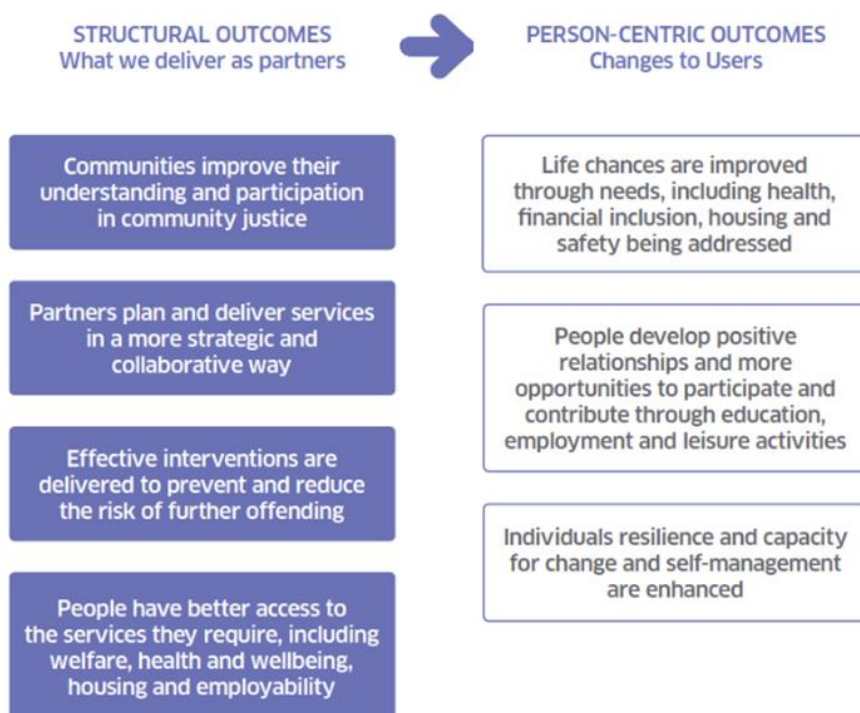 STRUCTURAL OUTCOMES
What we deliver as partners
PERSON-CENTRIC OUTCOMES
Changes to Users
Communities improve their
understanding and participation
in community justice
Partners plan and deliver services
in a more strategic and
collaborative way
Effective interventions are
delivered to prevent and reduce
the risk of further offending
People have better access to
the services they require, including
welfare, health and wellbeing,
housing and employability
Life chances are improved
through needs, including health,
financial inclusion, housing and
safety being addressed
People develop positive
relationships and more
opportunities to participate and
contribute through education,
employment and leisure activities
Individuals resilience and capacity
for change and self-management
are enhanced